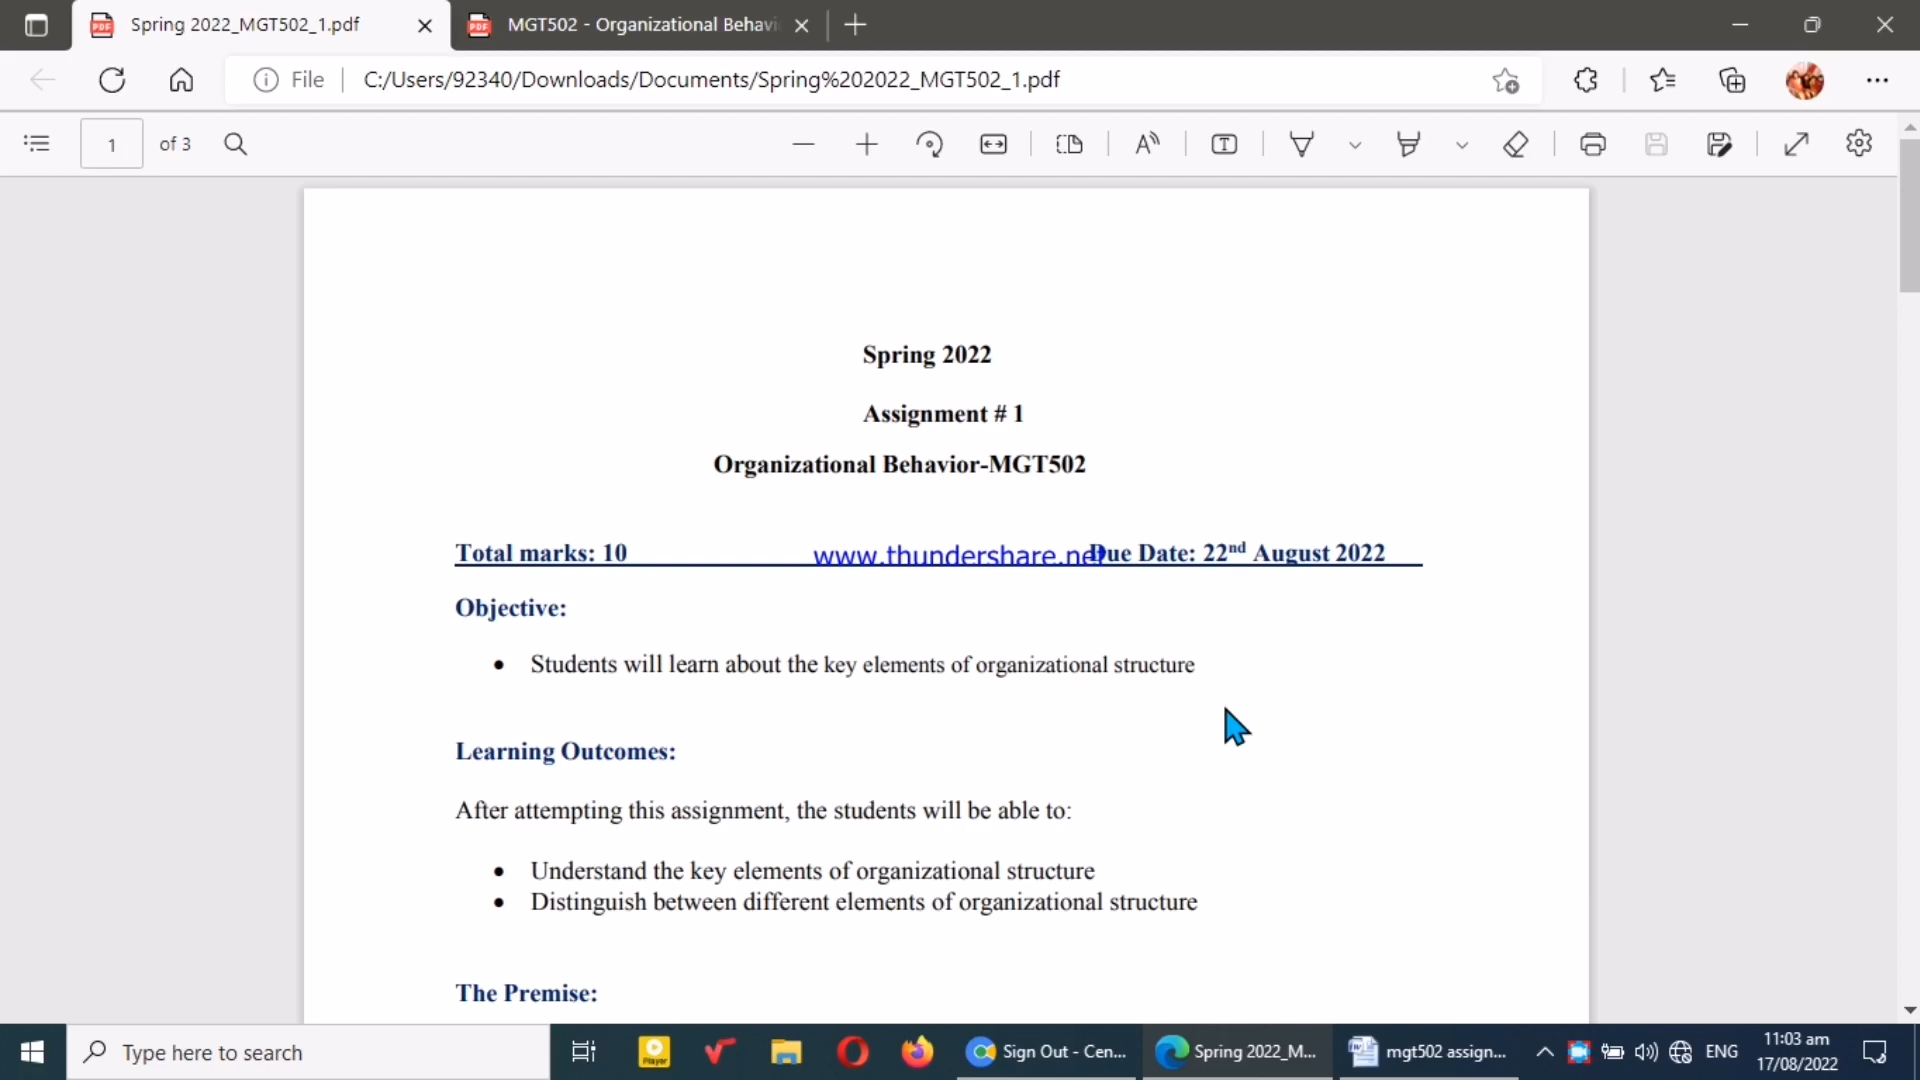 Spring 2022_MGT502_1.pdf
MGT502 - Organizational Behavi
File
C:/Users/92340/Downloads/Documents/Spring%202022_MGT502_1.pdf
1 of 3
Spring 2022
Assignment # 1
Organizational Behavior-MGT502
Total marks: 10 www.thundershare.net Due Date: 22nd August 2022
Objective:
• Students will learn about the key elements of organizational structure
Learning Outcomes:
After attempting this assignment, the students will be able to:
• Understand the key elements of organizational structure
• Distinguish between different elements of organizational structure
The Premise:
Type here to search
Player
Sign Out - Cen...
Spring 2022_M...
mgt502 assign...
ENG
11:03 am
17/08/2022